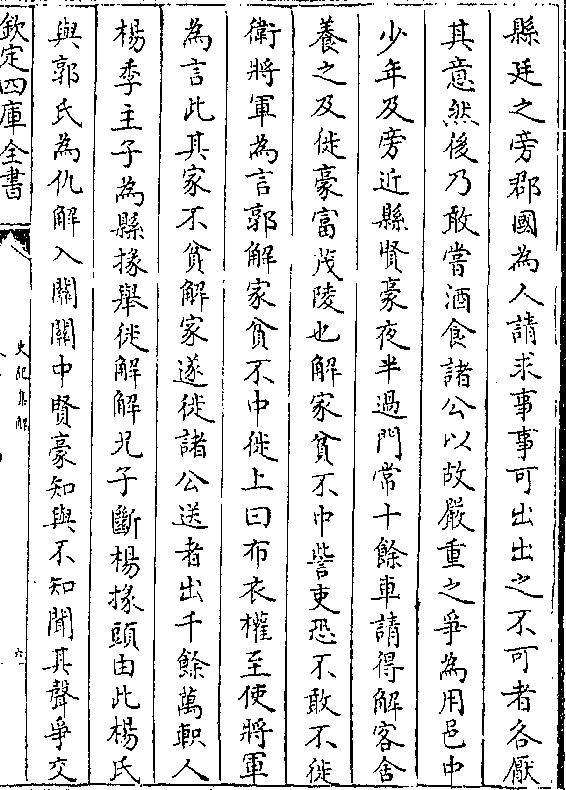 縣廷之旁郡國為人請求事事可出出之不可者各厭
其意然後乃敢嘗酒食諸公以故嚴重之爭為用邑中
少年及旁近縣賢豪夜半過門常十餘車請得解客舍
養之及徙豪富茂陵也解家貧不中訾吏恐不敢不徙
衛將軍為言郭解家貧不中徙上曰布衣權至使將軍
為言此其家不貧解家遂徙諸公送者出千餘萬軹人
楊季主子為縣掾舉徙解解兄子斷楊掾頭由此楊氏
與郭氏為仇解入關關中賢豪知與不知聞其聲爭交
欽定四庫全書
史記集解
六